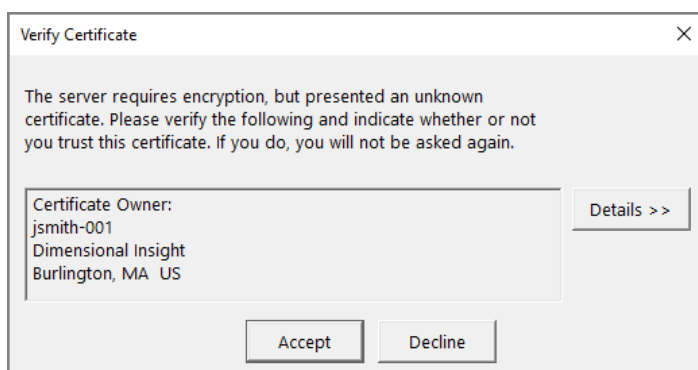 Verify Certificate
The server requires encryption, but presented an unknown
certificate. Please verify the following and indicate whether or not
you trust this certificate. If you do, you will not be asked again.
Certificate Owner:
jsmith-001
Dimensional Insight
Burlington, MA  US
Details >>
Accept
Decline